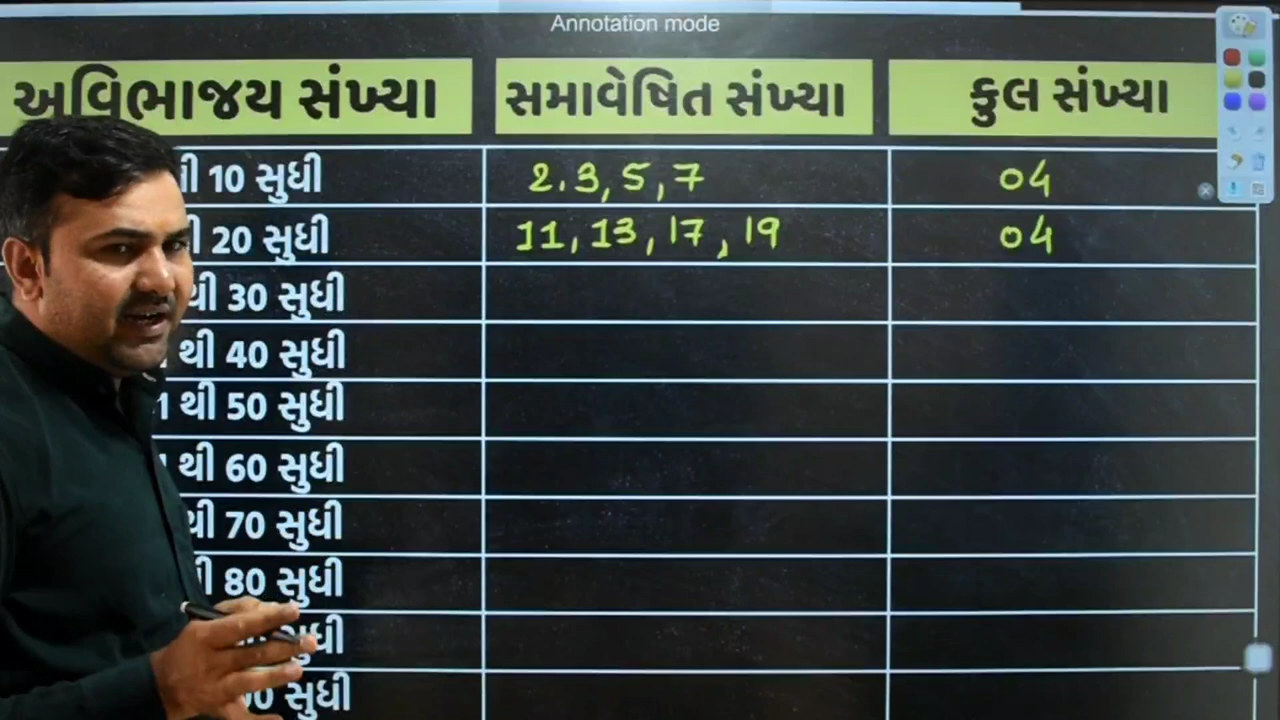 Annotation mode
અવિભાજય સંખ્યા સમાવેષિત સંખ્યા કુલ સંખ્યા
10 સુધી 2.3,5,7 04
20 સુધી 11,13,17,19 04
થી 30 સુધી
થી 40 સુધી
1 થી 50 સુધી
થી 60 સુધી
થી 70 સુધી
80 સુધી
સુધી
સુધી